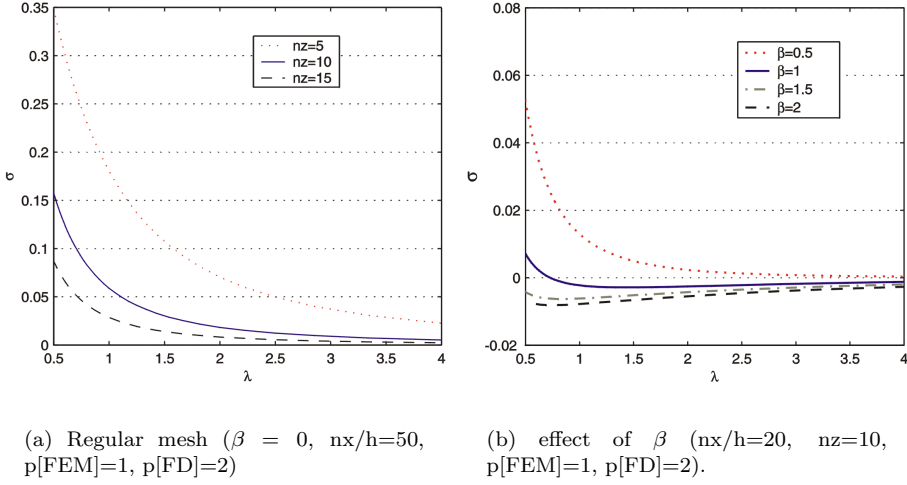 0.35
0.3
0.25
0.2
0.15
0.1
0.05
0
σ
0.5 1 1.5 2 2.5 3 3.5 4
λ
nz=5
nz=10
nz=15
0.08
0.06
0.04
0.02
0
-0.02
σ
0.5 1 1.5 2 2.5 3 3.5 4
λ
β=0.5
β=1
β=1.5
β=2
(a) Regular mesh (β = 0, nx/h=50,
p[FEM]=1, p[FD]=2)
(b) effect of β (nx/h=20, nz=10,
p[FEM]=1, p[FD]=2).